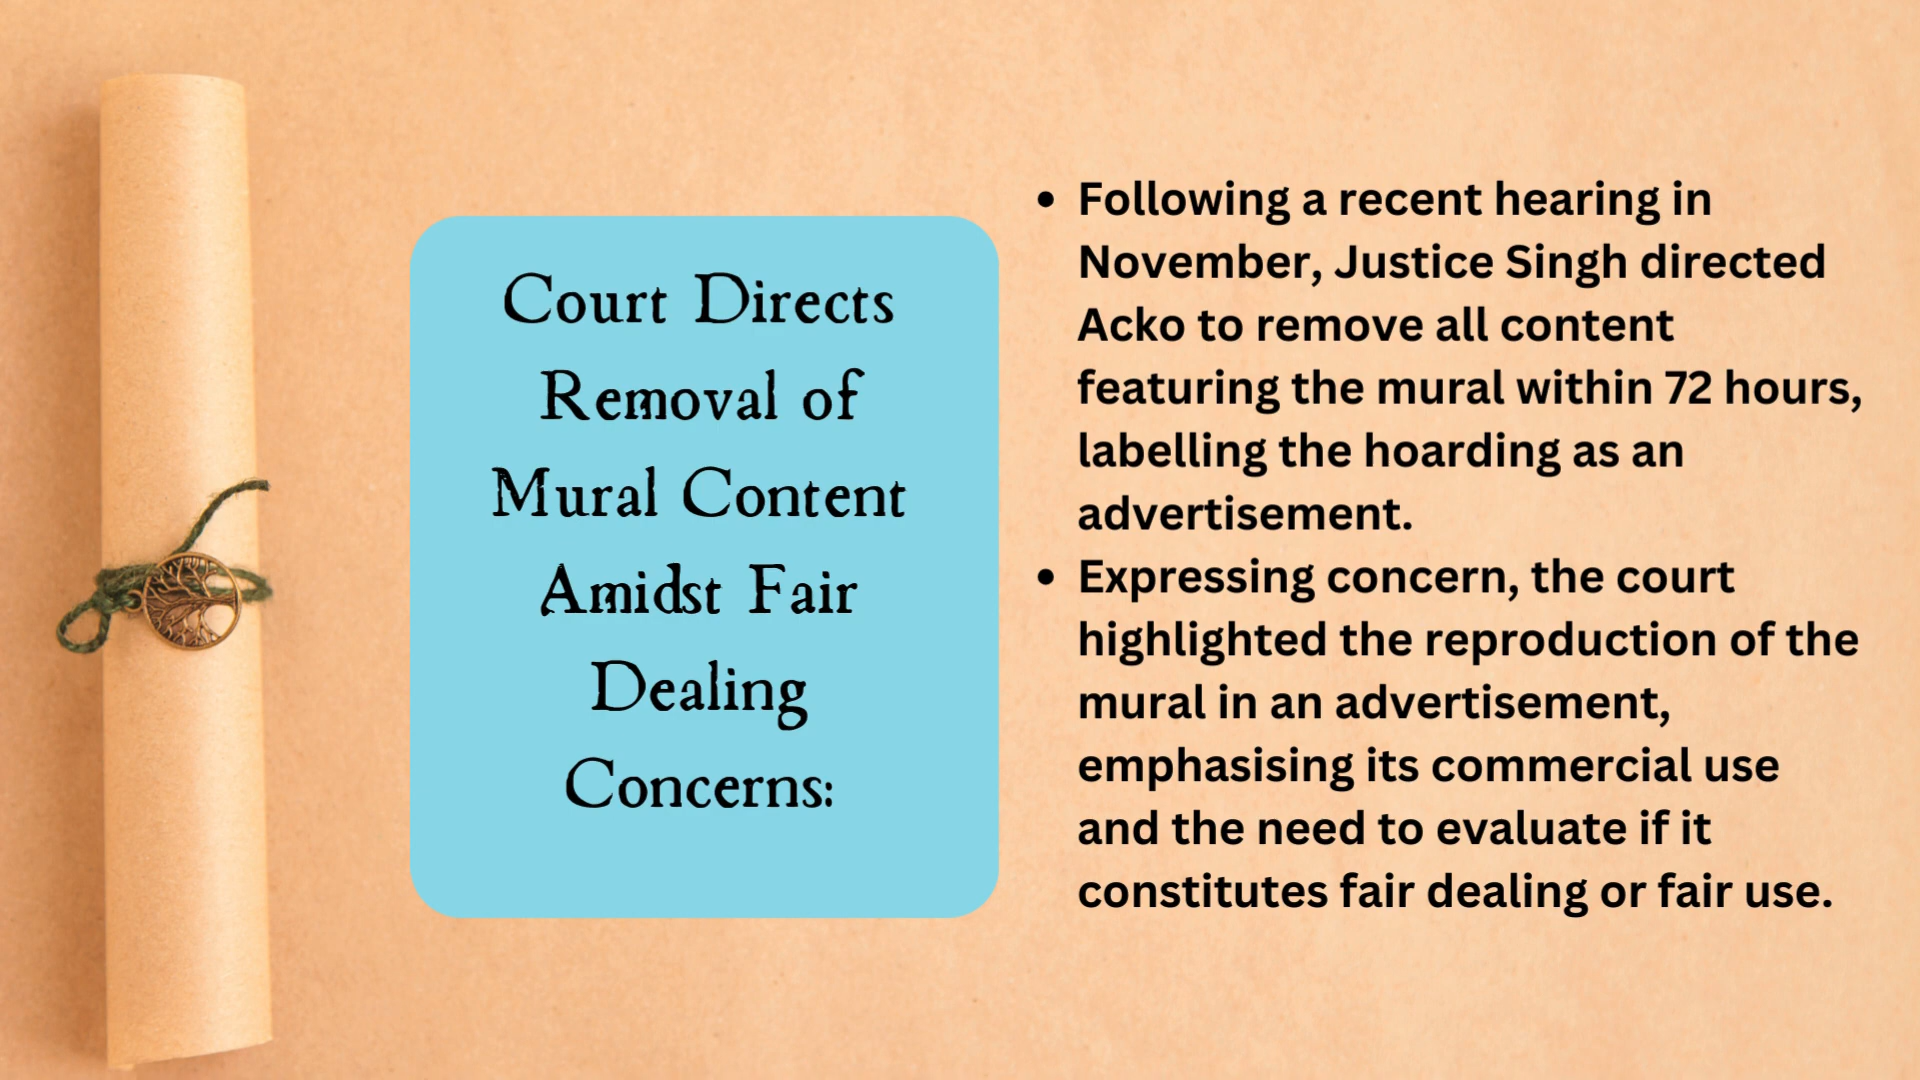 Court Directs
Removal of
Mural Content
Amidst Fair
Dealing
Concerns:
• Following a recent hearing in
November, Justice Singh directed
Acko to remove all content
featuring the mural within 72 hours,
labelling the hoarding as an
advertisement.
• Expressing concern, the court
highlighted the reproduction of the
mural in an advertisement,
emphasising its commercial use
and the need to evaluate if it
constitutes fair dealing or fair use.